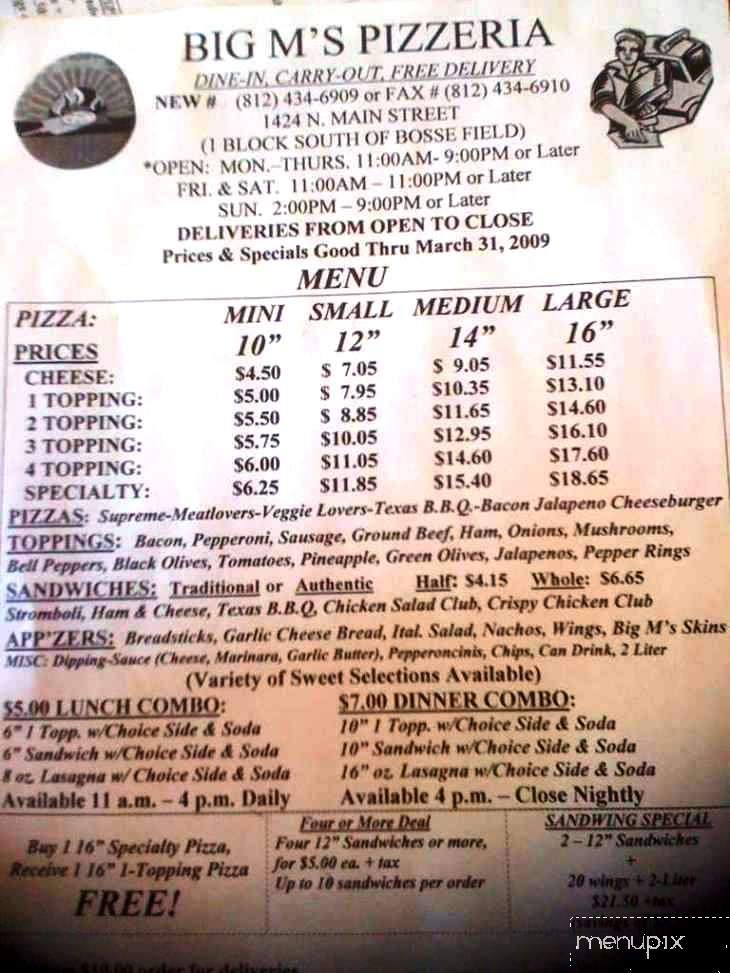 BIG M'S PIZZERIA
DINE-IN, CARRY-OUT, FREE DELIVERY
NEW # (812) 434-6909 or FAX # (812) 434-6910
1424 N. MAIN STREET
(1 BLOCK SOUTH OF BOSSE FIELD)
*OPEN: MON.-THURS. 11:00AM- 9:00PM or Later
FRI. & SAT. 11:00AM – 11:00PM or Later
SUN. 2:00PM – 9:00PM or Later
DELIVERIES FROM OPEN TO CLOSE
Prices & Specials Good Thru March 31, 2009
MENU
PIZZA: MINI SMALL MEDIUM LARGE
PRICES 10" 12" 14" 16"
CHEESE: $4.50 $ 7.05 $ 9.05 $11.55
1 TOPPING: $5.00 $ 7.95 $10.35 $13.10
2 TOPPING: $5.50 $ 8.85 $11.65 $14.60
3 TOPPING: $5.75 $10.05 $12.95 $16.10
4 TOPPING: $6.00 $11.05 $14.60 $17.60
SPECIALTY: $6.25 $11.85 $15.40 $18.65
PIZZAS: Supreme-Meatlovers-Veggie Lovers-Texas B.B.Q.-Bacon Jalapeno Cheeseburger
TOPPINGS: Bacon, Pepperoni, Sausage, Ground Beef, Ham, Onions, Mushrooms,
Bell Peppers, Black Olives, Tomatoes, Pineapple, Green Olives, Jalapenos, Pepper Rings
SANDWICHES: Traditional or Authentic Half: $4.15 Whole: $6.65
Stromboli, Ham & Cheese, Texas B.B.Q, Chicken Salad Club, Crispy Chicken Club
APP'ZERS: Breadsticks, Garlic Cheese Bread, Ital. Salad, Nachos, Wings, Big M's Skins
MISC: Dipping-Sauce (Cheese, Marinara, Garlic Butter), Pepperoncinis, Chips, Can Drink, 2 Liter
(Variety of Sweet Selections Available)
$5.00 LUNCH COMBO: $7.00 DINNER COMBO:
6" 1 Topp. w/Choice Side & Soda 10" 1 Topp. w/Choice Side & Soda
6" Sandwich w/Choice Side & Soda 10" Sandwich w/Choice Side & Soda
8 oz. Lasagna w/ Choice Side & Soda 16" oz. Lasagna w/Choice Side & Soda
Available 11 a.m. – 4 p.m. Daily Available 4 p.m. – Close Nightly
Buy 1 16" Specialty Pizza,
Receive 1 16" 1-Topping Pizza
FREE!
Four or More Deal
Four 12" Sandwiches or more,
for $5.00 ea. + tax
Up to 10 sandwiches per order
SANDWING SPECIAL
2 – 12" Sandwiches
+
20 wings + 2-Liter
$21.50 +tax
$10.00 order for deliveries
menupix